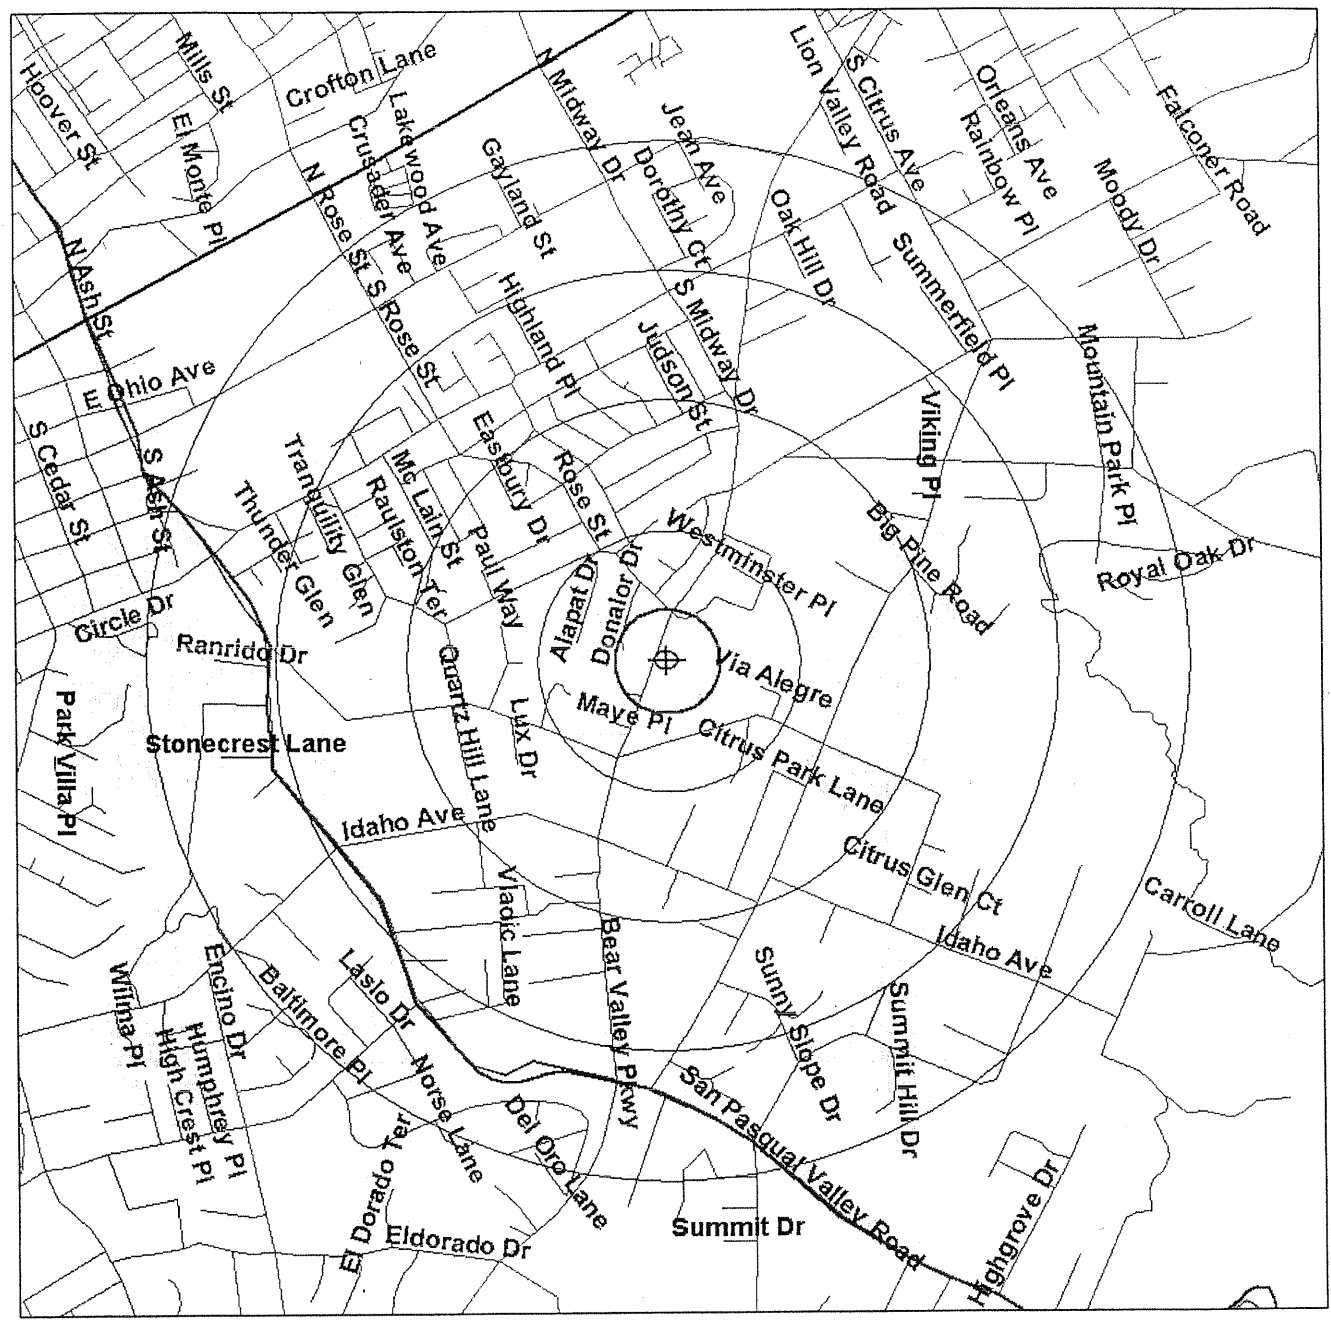 Hoover St
Mills St
Crofton Lane
El Monte Pl
Crusader Ave
Lakewood Ave
Gayland St
N Midway Dr
Jean Ave
Dorothy Ct
Lion Valley Road
S Citrus Ave
Orleans Ave
Rainbow Pl
Falconer Road
Moody Dr
N Rose St
S Rose St
N Ash St
Highland Pl
Judson St
S Midway Dr
Oak Hill Dr
Summerfield Pl
Mountain Park Pl
E Ohio Ave
S Cedar St
S Ash St
Thunder Glen
Tranquility Glen
Mc Lain St
Raulston Ter
Paul Way
Eastbury Dr
Rose St
Westminster Pl
Viking Pl
Big Pine Road
Royal Oak Dr
Circle Dr
Ranrido Dr
Alapat Dr
Donalor Dr
Via Alegre
Maye Pl
Citrus Park Lane
Quartz Hill Lane
Lux Dr
Park Villa Pl
Stonecrest Lane
Idaho Ave
Citrus Glen Ct
Idaho Ave
Carroll Lane
Vladic Lane
Bear Valley Pkwy
Sunny Slope Dr
Summit Hill Dr
Wilma Pl
Encino Dr
Humphrey Pl
High Crest Pl
Baltimore Pl
Laslo Dr
Norse Lane
Del Oro Lane
San Pasqual Valley Road
El Dorado Ter
Eldorado Dr
Summit Dr
Highgrove Dr